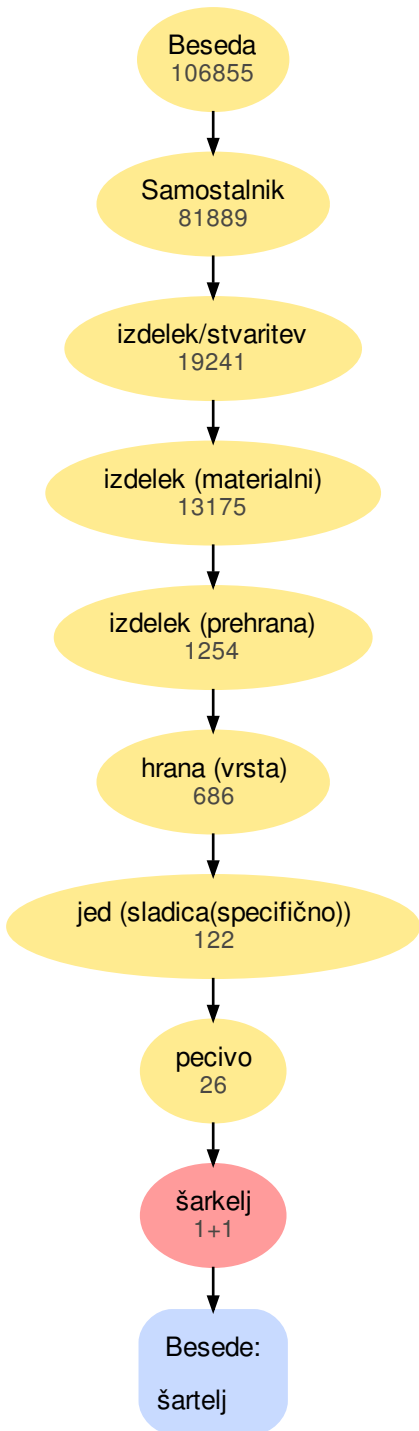 Beseda
106855
Samostalnik
81889
izdelek/stvaritev
19241
izdelek (materialni)
13175
izdelek (prehrana)
1254
hrana (vrsta)
686
jed (sladica(specifično))
122
pecivo
26
šarkelj
1+1
Besede:
šartelj